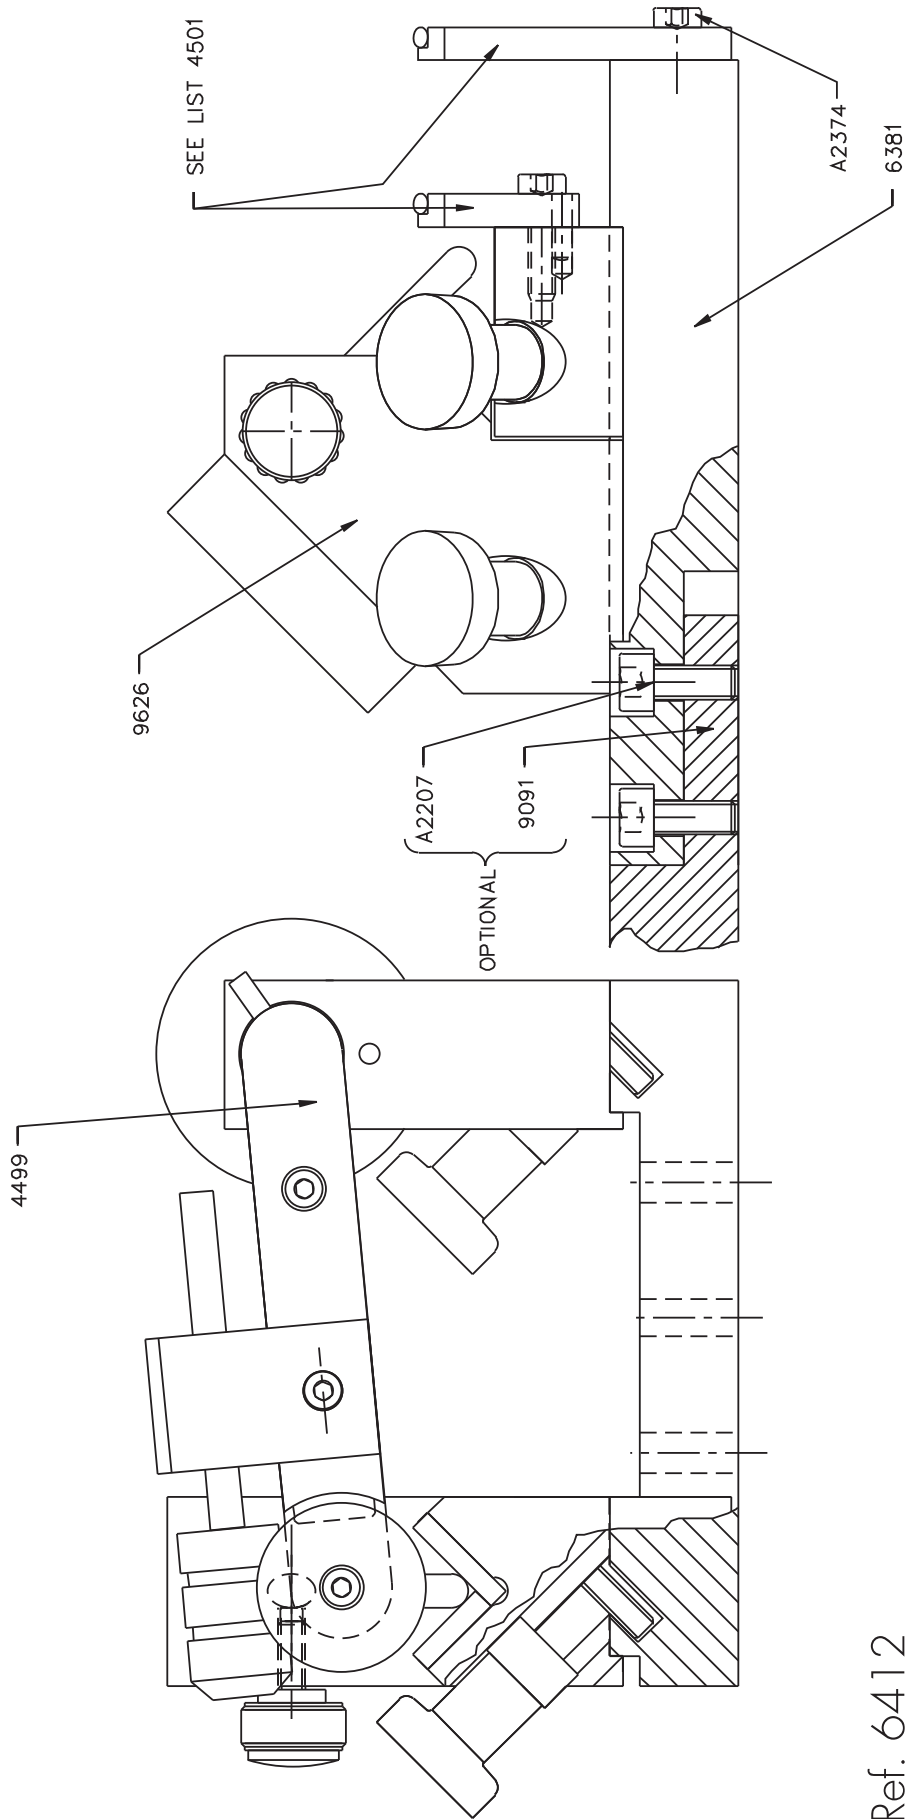 SEE LIST 4501
9626
A2207
9091
OPTIONAL
A2374
6381
4499
Ref. 6412